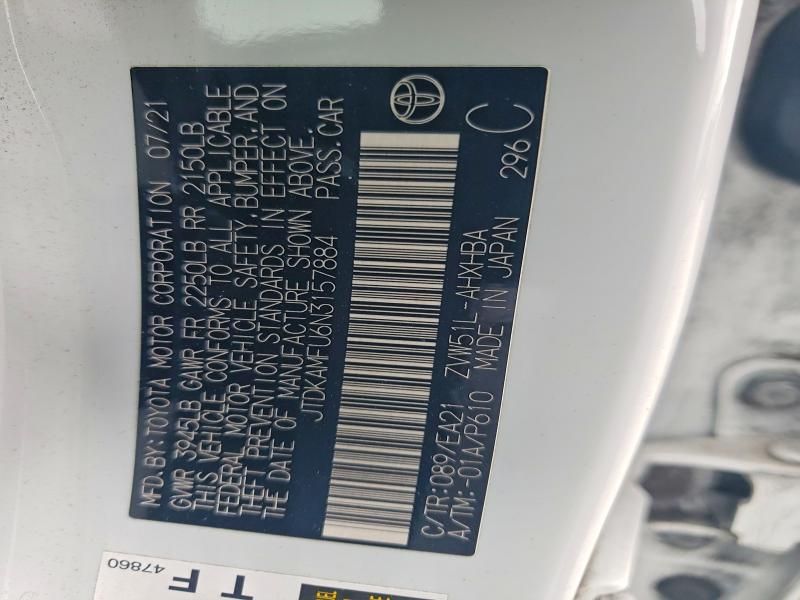 MFD. BY: TOYOTA MOTOR CORPORATION 07/21
GVWR 3945LB GAWR FR 2250LB RR 2150LB
THIS VEHICLE CONFORMS TO ALL APPLICABLE
FEDERAL MOTOR VEHICLE SAFETY, BUMPER, AND
THEFT PREVENTION STANDARDS IN EFFECT ON
THE DATE OF MANUFACTURE SHOWN ABOVE.
JTDKAMFU6N3157884 PASS. CAR
C/TR: 089/EA21 ZVW51L-AHXHBA
A/TM: -01A/P610 MADE IN JAPAN 296 C
47860
T F